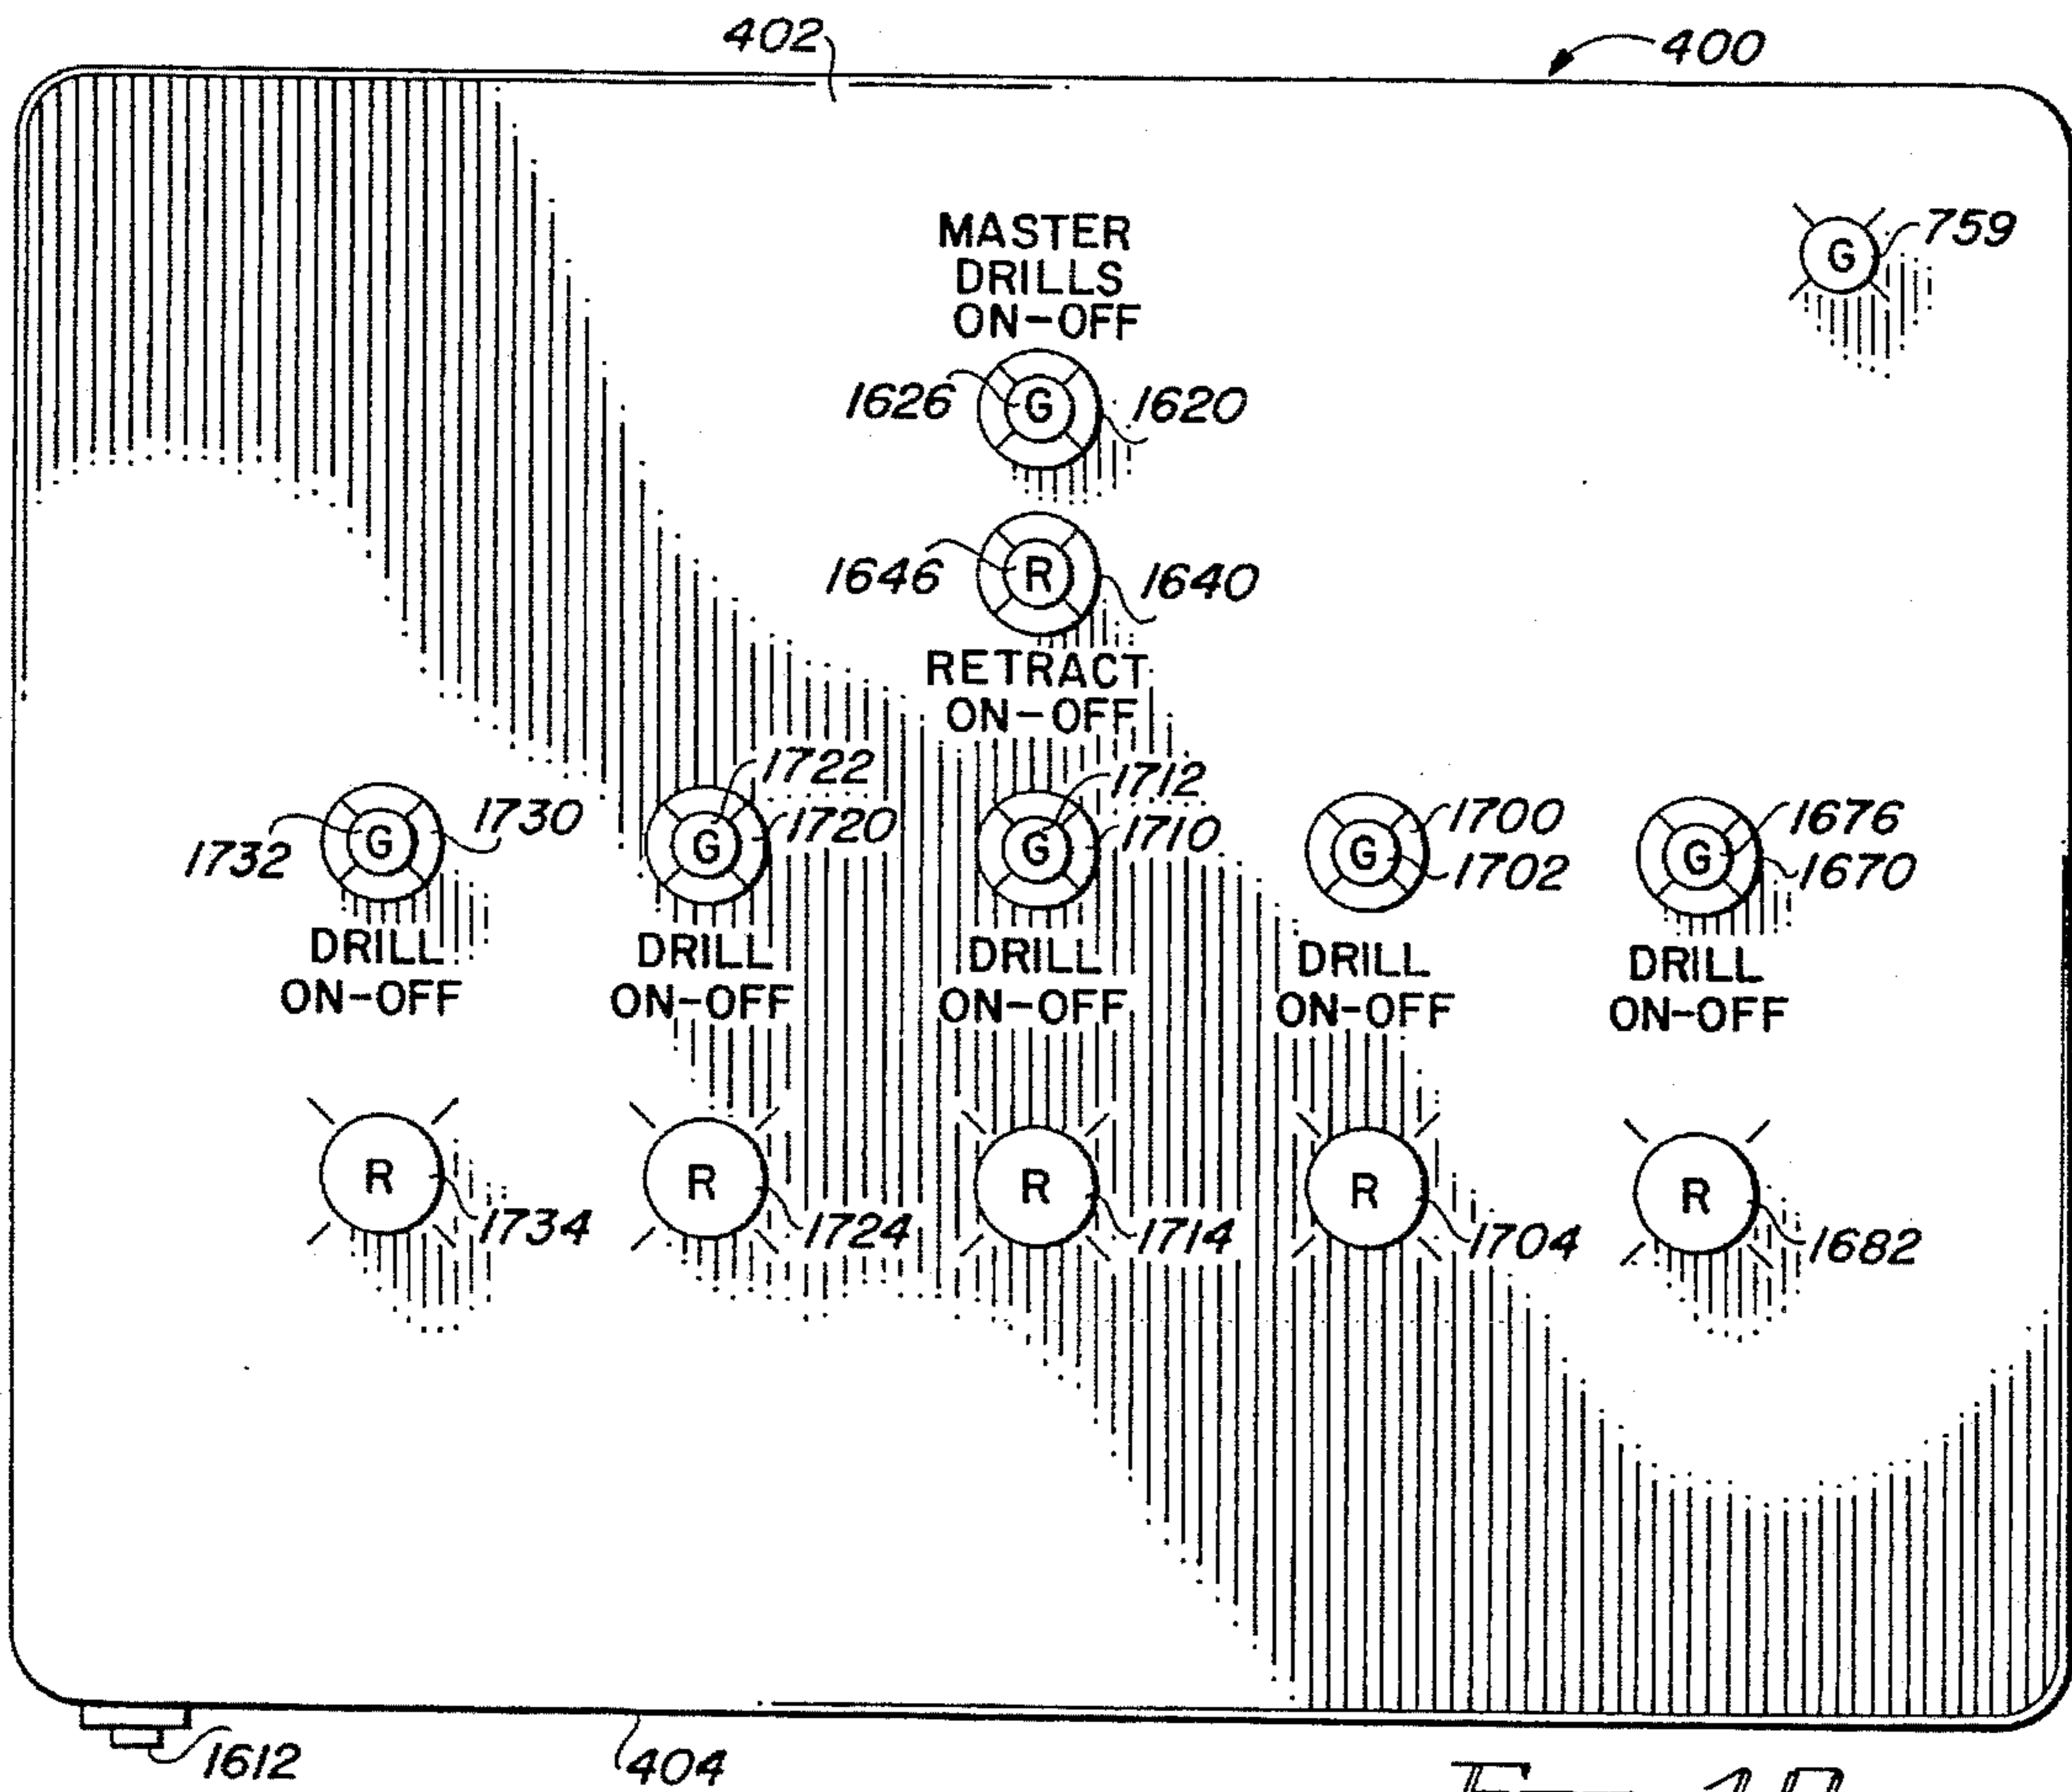 402
400
MASTER
DRILLS
ON-OFF
G 759
1626 G 1620
1646 R 1640
RETRACT
ON-OFF
1732 G 1730
1722 G 1720
1712 G 1710
G 1700
1702
G 1676
1670
DRILL
ON-OFF
DRILL
ON-OFF
DRILL
ON-OFF
DRILL
ON-OFF
DRILL
ON-OFF
R 1734
R 1724
R 1714
R 1704
R 1682
1612
404